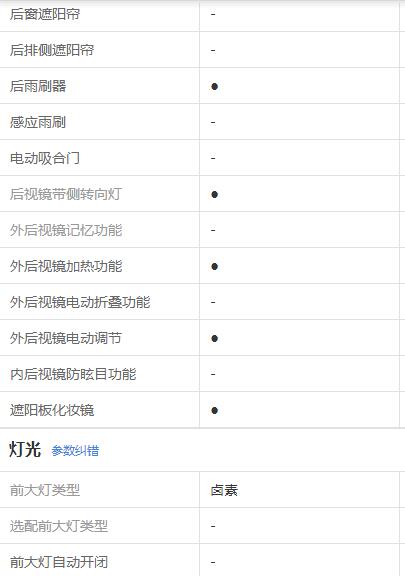 后窗遮阳帘 -
后排侧遮阳帘 -
后雨刷器 ●
感应雨刷 -
电动吸合门 -
后视镜带侧转向灯 ●
外后视镜记忆功能 -
外后视镜加热功能 ●
外后视镜电动折叠功能 -
外后视镜电动调节 ●
内后视镜防眩目功能 -
遮阳板化妆镜 ●
灯光 参数纠错
前大灯类型 卤素
选配前大灯类型 -
前大灯自动开闭 -